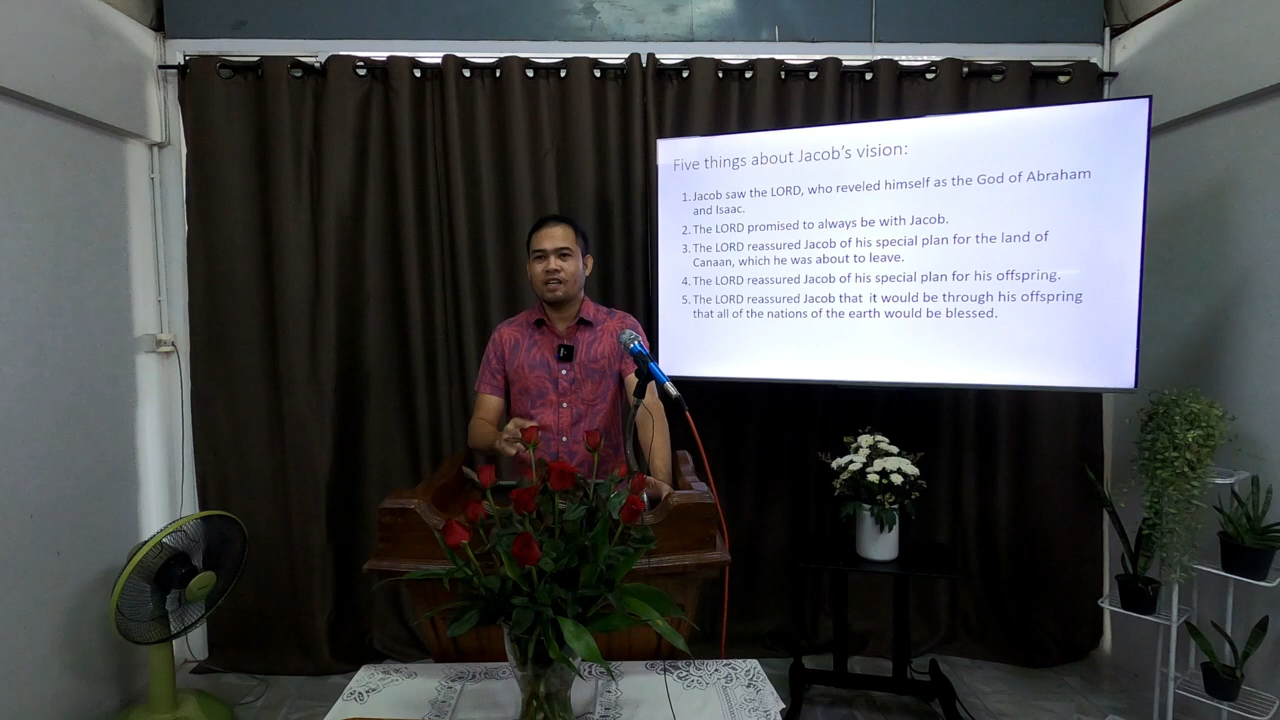 Five things about Jacob's vision:
1. Jacob saw the LORD, who reveled himself as the God of Abraham
and Isaac.
2. The LORD promised to always be with Jacob.
3. The LORD reassured Jacob of his special plan for the land of
Canaan, which he was about to leave.
4. The LORD reassured Jacob of his special plan for his offspring.
5. The LORD reassured Jacob that it would be through his offspring
that all of the nations of the earth would be blessed.